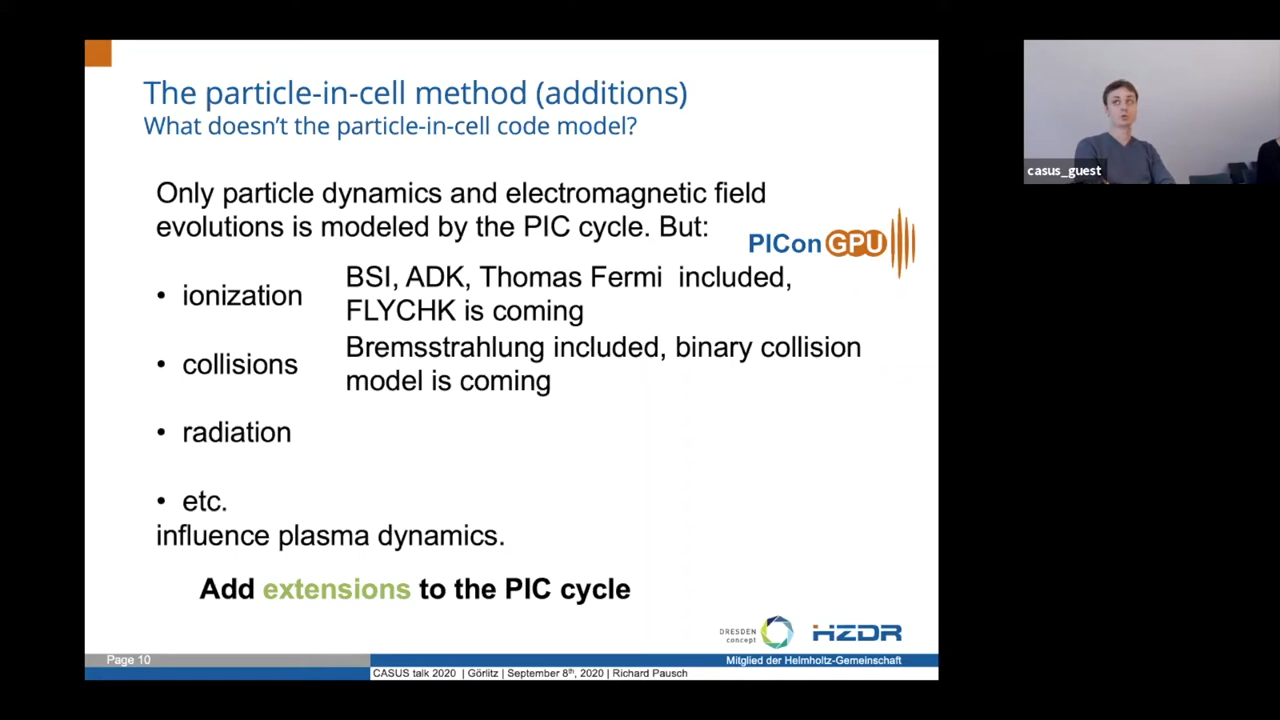 The particle-in-cell method (additions)
What doesn't the particle-in-cell code model?
Only particle dynamics and electromagnetic field
evolutions is modeled by the PIC cycle. But:
PIConGPU
• ionization
BSI, ADK, Thomas Fermi included,
FLYCHK is coming
• collisions
Bremsstrahlung included, binary collision
model is coming
• radiation
• etc.
influence plasma dynamics.
Add extensions to the PIC cycle
DRESDEN
concept
HZDR
Page 10
Mitglied der Helmholtz-Gemeinschaft
CASUS talk 2020 | Görlitz | September 8th, 2020 | Richard Pausch
casus_guest